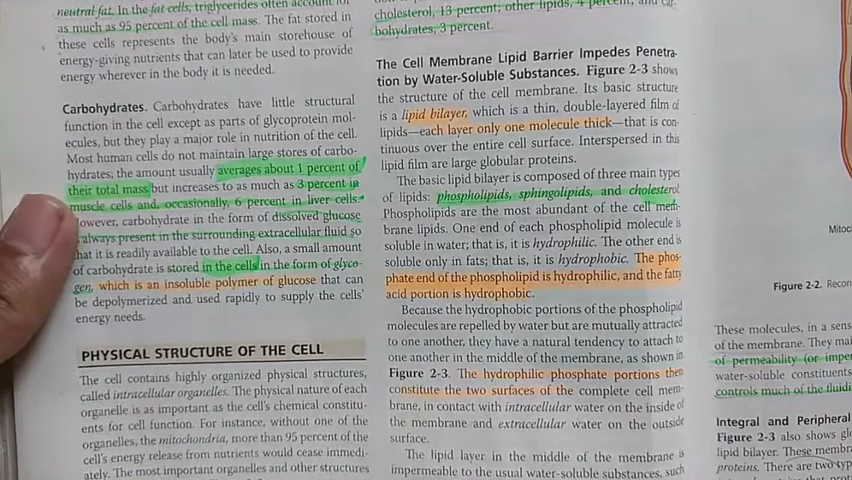 neutral fat. In the fat cells, triglycerides often account for
as much as 95 percent of the cell mass. The fat stored in
these cells represents the body's main storehouse of
energy-giving nutrients that can later be used to provide
energy wherever in the body it is needed.
Carbohydrates. Carbohydrates have little structural
function in the cell except as parts of glycoprotein mol-
ecules, but they play a major role in nutrition of the cell.
Most human cells do not maintain large stores of carbo-
hydrates; the amount usually averages about 1 percent of
their total mass but increases to as much as 3 percent in
muscle cells and, occasionally, 6 percent in liver cells.
However, carbohydrate in the form of dissolved glucose
always present in the surrounding extracellular fluid so
that it is readily available to the cell. Also, a small amount
of carbohydrate is stored in the cells in the form of glyco-
gen, which is an insoluble polymer of glucose that can
be depolymerized and used rapidly to supply the cells'
energy needs.
PHYSICAL STRUCTURE OF THE CELL
The cell contains highly organized physical structures,
called intracellular organelles. The physical nature of each
organelle is as important as the cell's chemical constitu-
ents for cell function. For instance, without one of the
organelles, the mitochondria, more than 95 percent of the
cell's energy release from nutrients would cease immedi-
ately. The most important organelles and other structures
cholesterol, 13 percent; other lipids, 4 percent; and car-
bohydrates, 3 percent.
The Cell Membrane Lipid Barrier Impedes Penetra-
tion by Water-Soluble Substances. Figure 2-3 shows
the structure of the cell membrane. Its basic structure
is a lipid bilayer, which is a thin, double-layered film of
lipids—each layer only one molecule thick—that is con-
tinuous over the entire cell surface. Interspersed in this
lipid film are large globular proteins.
The basic lipid bilayer is composed of three main types
of lipids: phospholipids, sphingolipids, and cholesterol.
Phospholipids are the most abundant of the cell mem-
brane lipids. One end of each phospholipid molecule is
soluble in water; that is, it is hydrophilic. The other end is
soluble only in fats; that is, it is hydrophobic. The phos-
phate end of the phospholipid is hydrophilic, and the fatty
acid portion is hydrophobic.
Because the hydrophobic portions of the phospholipid
molecules are repelled by water but are mutually attracted
to one another, they have a natural tendency to attach to
one another in the middle of the membrane, as shown in
Figure 2-3. The hydrophilic phosphate portions then
constitute the two surfaces of the complete cell mem-
brane, in contact with intracellular water on the inside of
the membrane and extracellular water on the outside
surface.
The lipid layer in the middle of the membrane is
impermeable to the usual water-soluble substances, such
Figure 2-2.
These molecules, in a sens
of the membrane. They mai
of permeability (or imper
water-soluble constituents
controls much of the fluidi
Integral and Peripheral
Figure 2-3 also shows gl
lipid bilayer. These membra
proteins. There are two typ